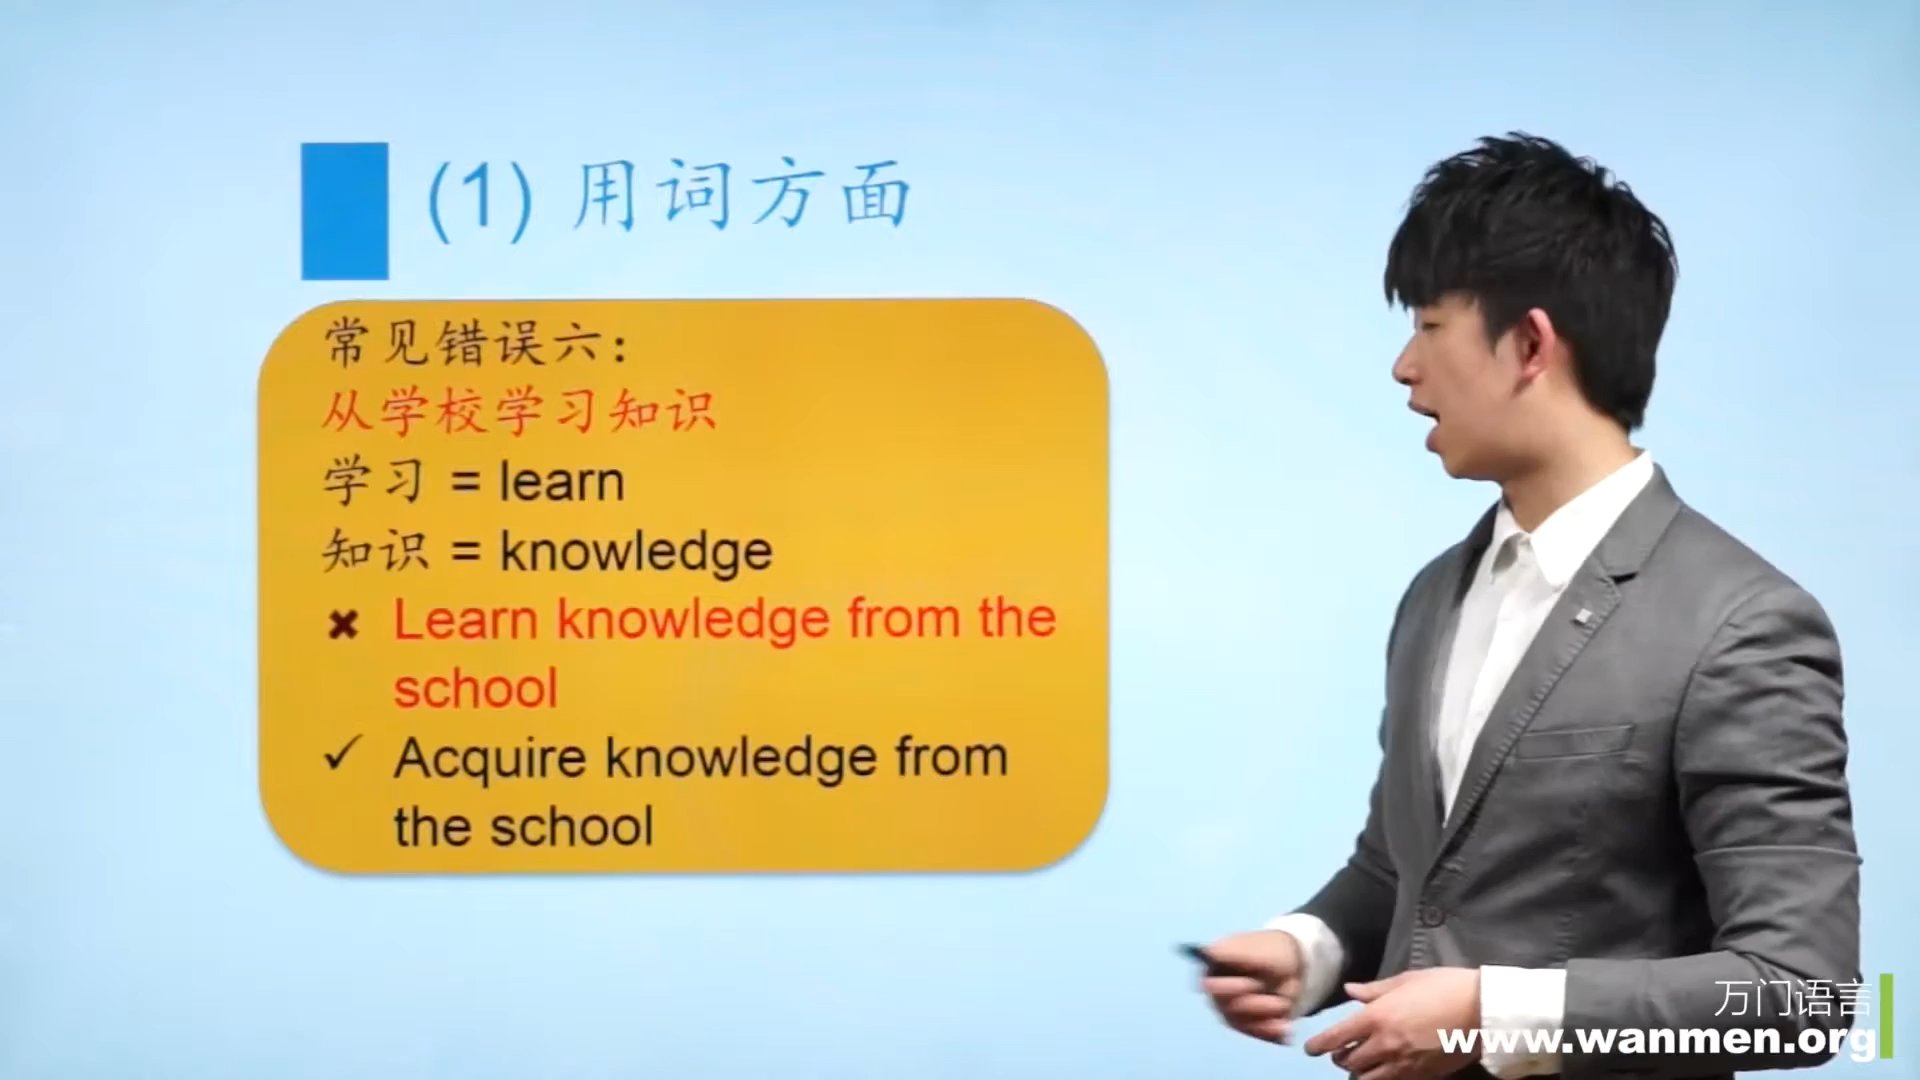 (1) 用词方面
常见错误六：
从学校学习知识
学习 = learn
知识 = knowledge
✖ Learn knowledge from the
school
✓ Acquire knowledge from
the school
万门语言
www.wanmen.org